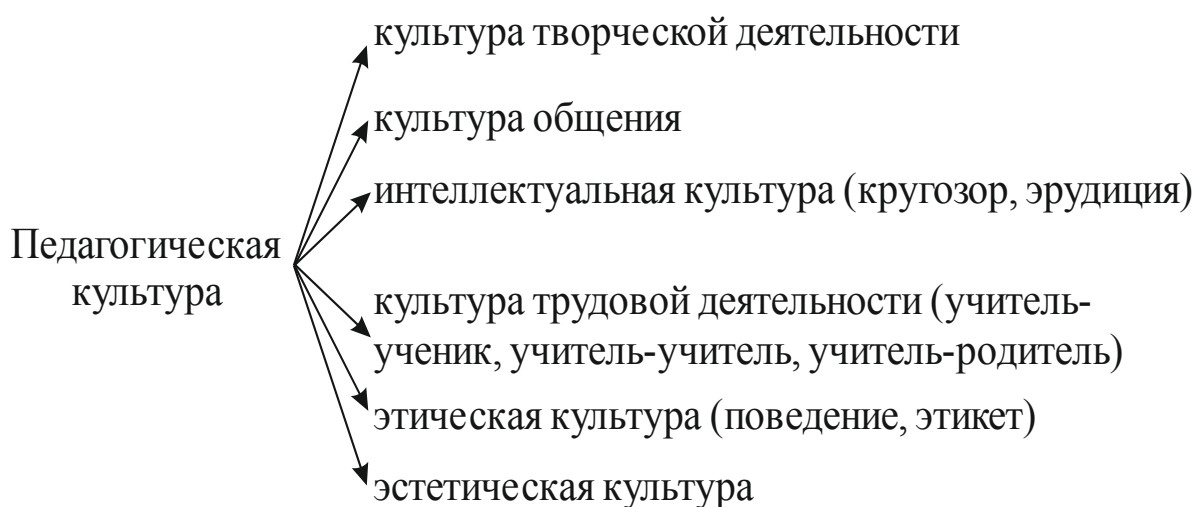 культура творческой деятельности
культура общения
интеллектуальная культура (кругозор, эрудиция)
Педагогическая
культура
культура трудовой деятельности (учитель-
ученик, учитель-учитель, учитель-родитель)
этическая культура (поведение, этикет)
эстетическая культура